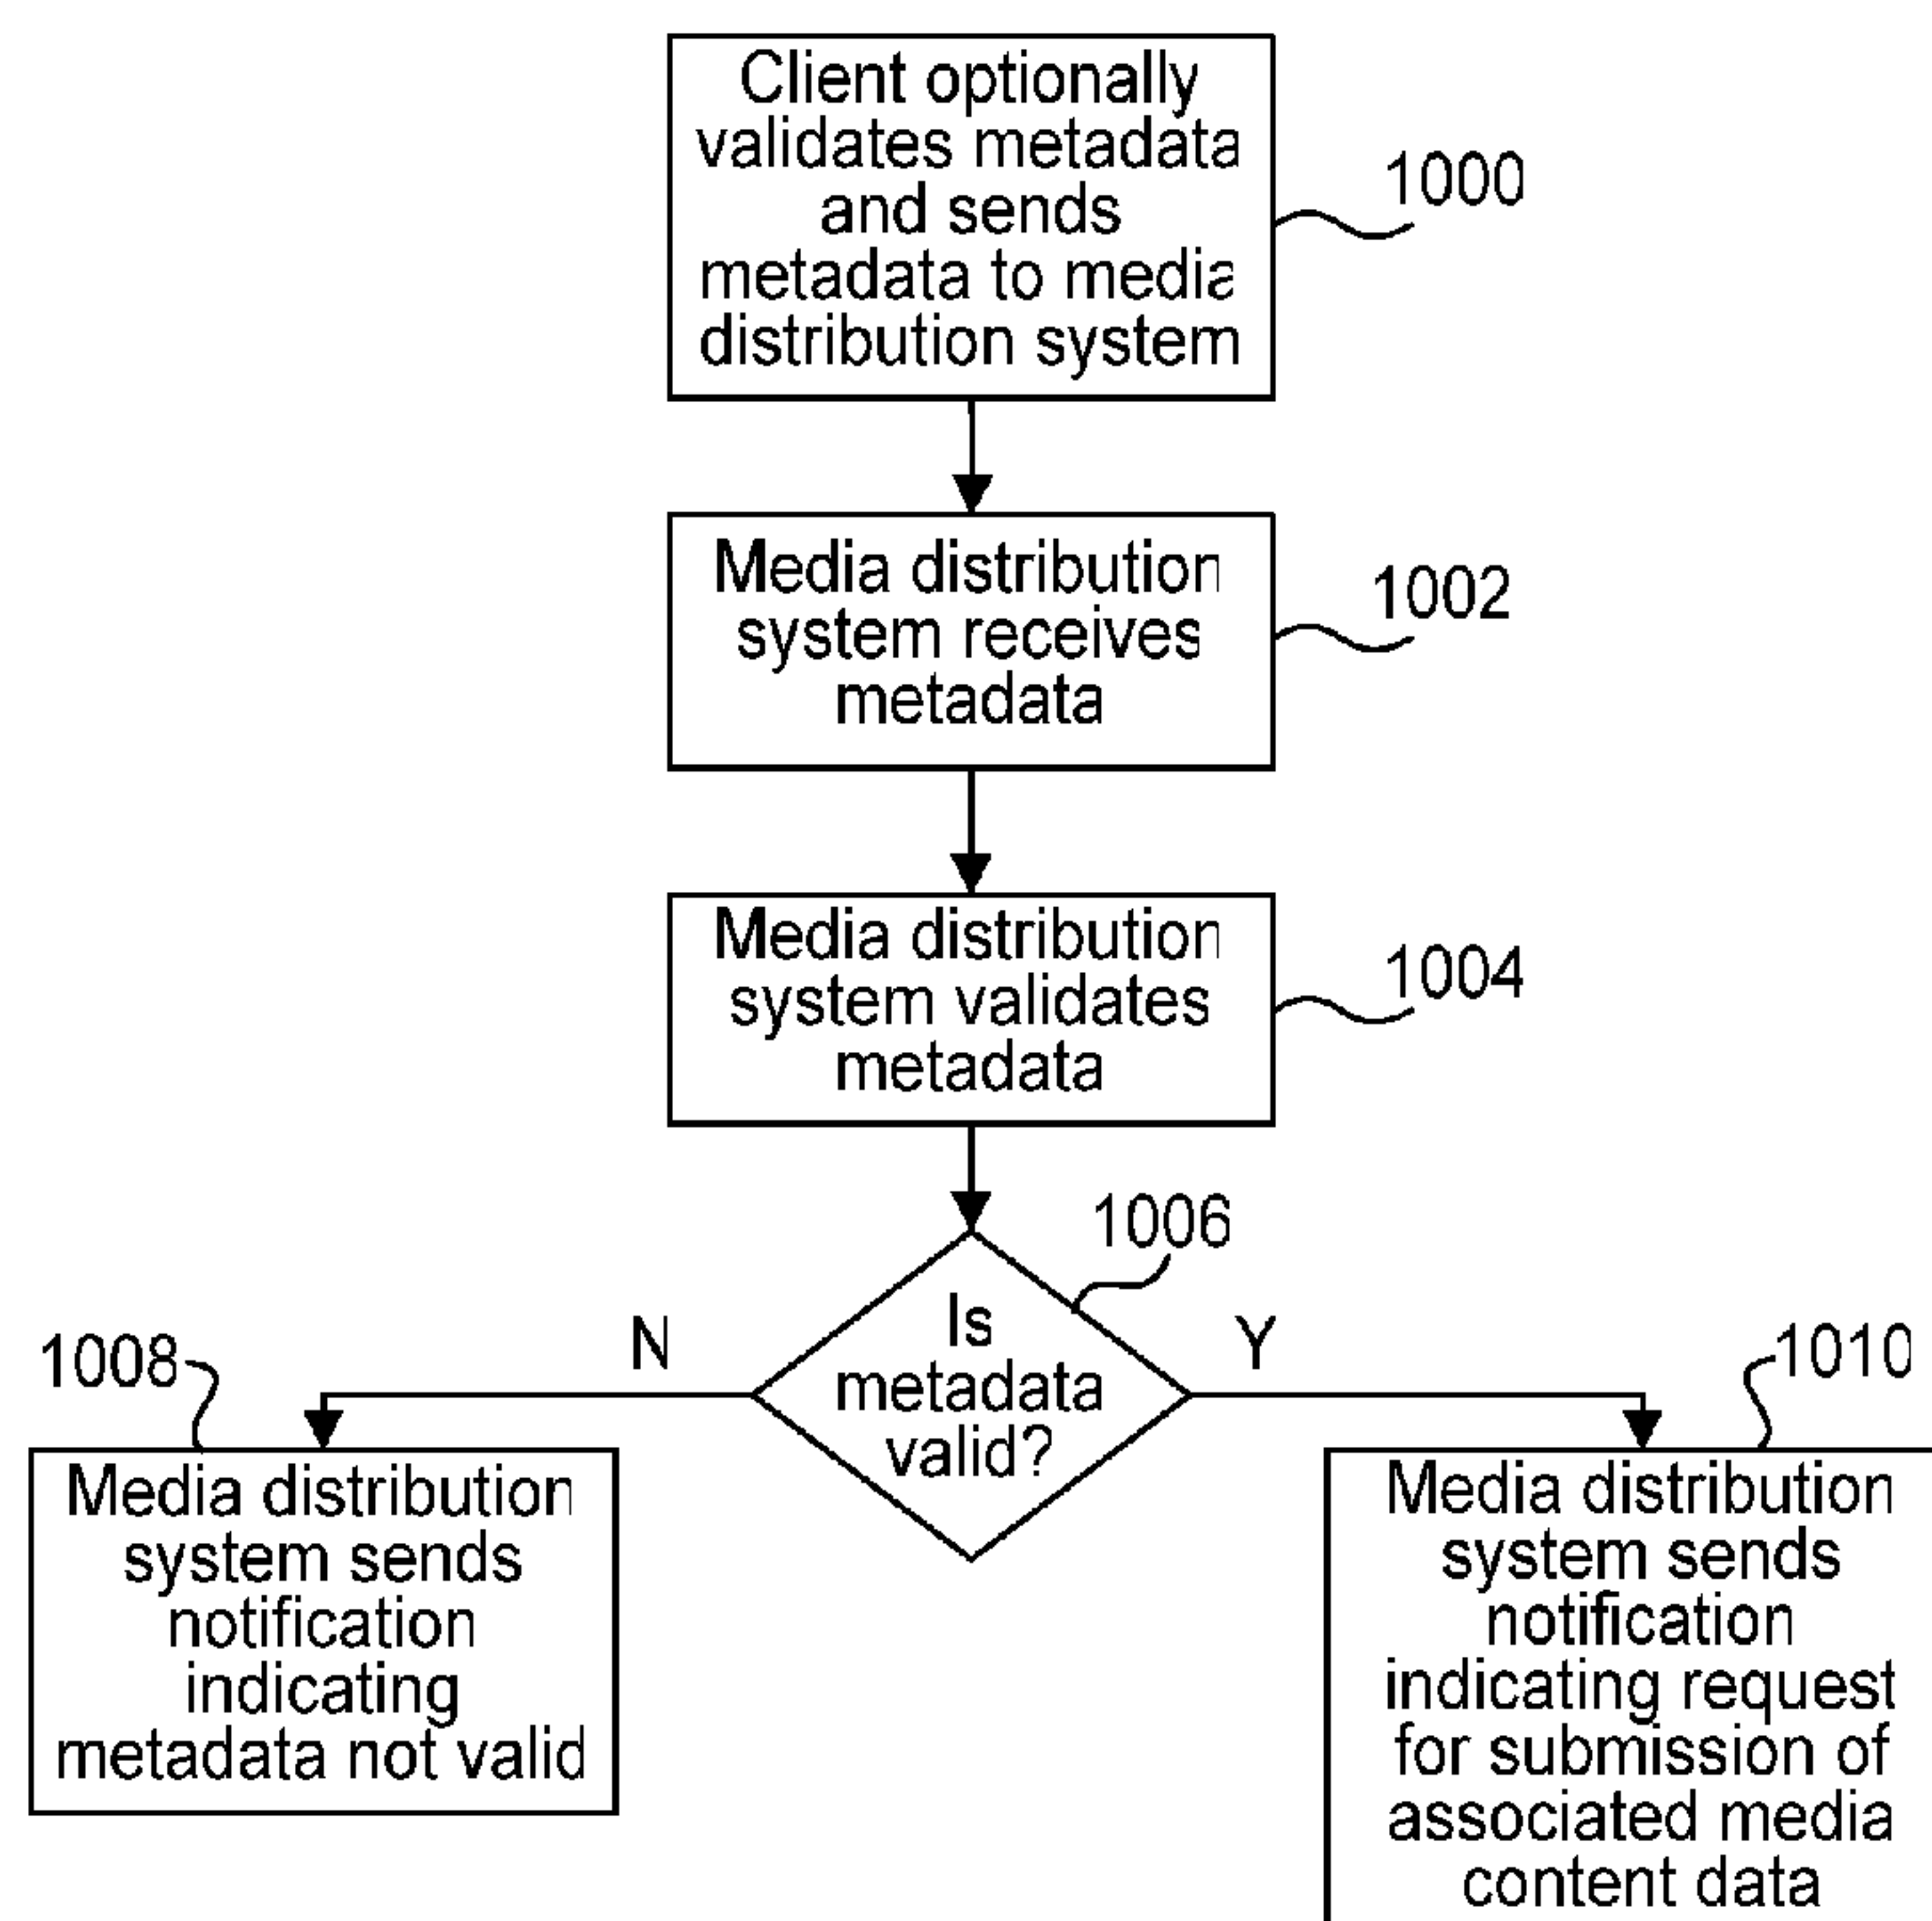 Client optionally
validates metadata
and sends
metadata to media
distribution system
1000
Media distribution
system receives
metadata
1002
Media distribution
system validates
metadata
1004
1006
Is
metadata
valid?
N
Y
1008
Media distribution
system sends
notification
indicating
metadata not valid
1010
Media distribution
system sends
notification
indicating request
for submission of
associated media
content data